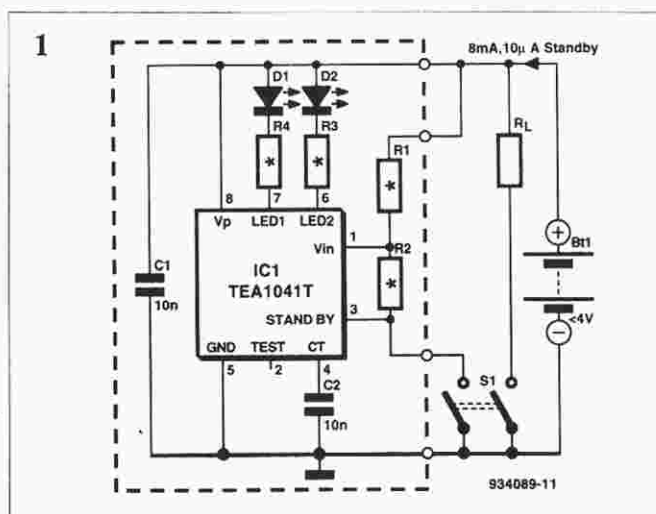 1
8mA,10μ A Standby
D1 D2
R4 R3
* *
R1
*
RL
8 7 6
Vp LED1 LED2
Vin 1
R2
*
IC1
TEA1041T
STAND BY 3
C1
10n
Bt1
<4V
GND TEST CT
5 2 4
C2
10n
S1
934089-11